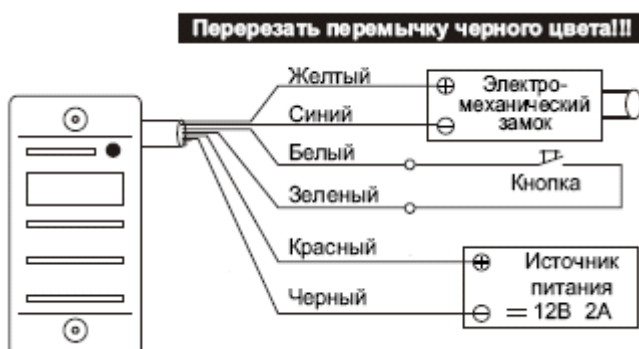 Перерезать перемычку черного цвета!!!
Желтый
Синий
Белый
Зеленый
Красный
Черный
Электро-
механический
замок
Кнопка
Источник
питания
12В 2А